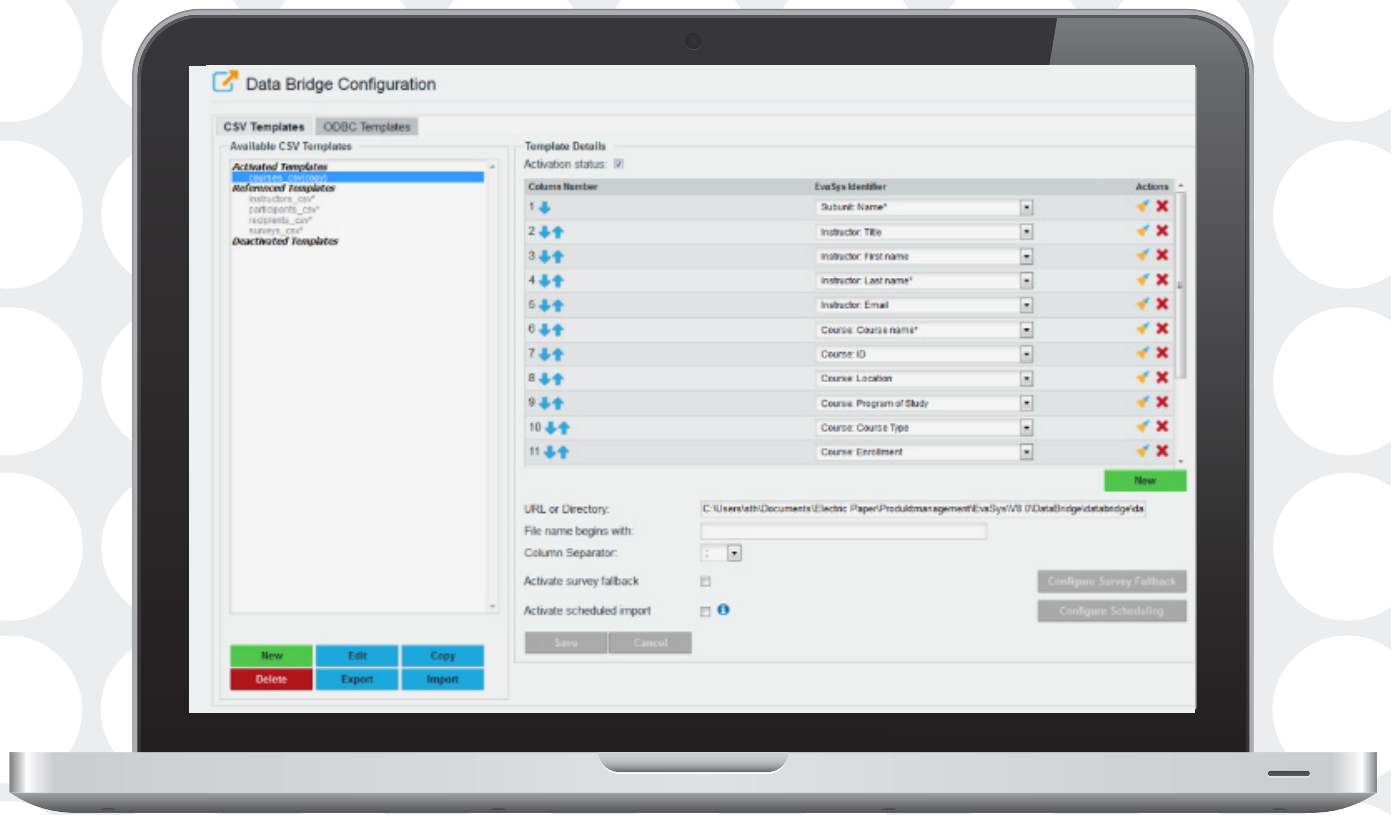 Data Bridge Configuration
CSV Templates ODBC Templates
Available CSV Templates
Activated Templates
courses_csv(copy)
Referenced Templates
instructors_csv*
participants_csv*
recipients_csv*
surveys_csv*
Deactivated Templates
New Edit Copy
Delete Export Import
Template Details
Activation status:
Column Number EvaSys Identifier Actions
1 Subunit: Name*
2 Instructor: Title
3 Instructor: First name
4 Instructor: Last name*
5 Instructor: Email
6 Course: Course name*
7 Course: ID
8 Course: Location
9 Course: Program of Study
10 Course: Course Type
11 Course: Enrollment
New
URL or Directory: C:\Users\sth\Documents\Electric Paper\Produktmanagement\EvaSys\V8.0\DataBridge\databridge\da
File name begins with:
Column Separator: ;
Activate survey fallback Configure Survey Fallback
Activate scheduled import Configure Scheduling
Save Cancel